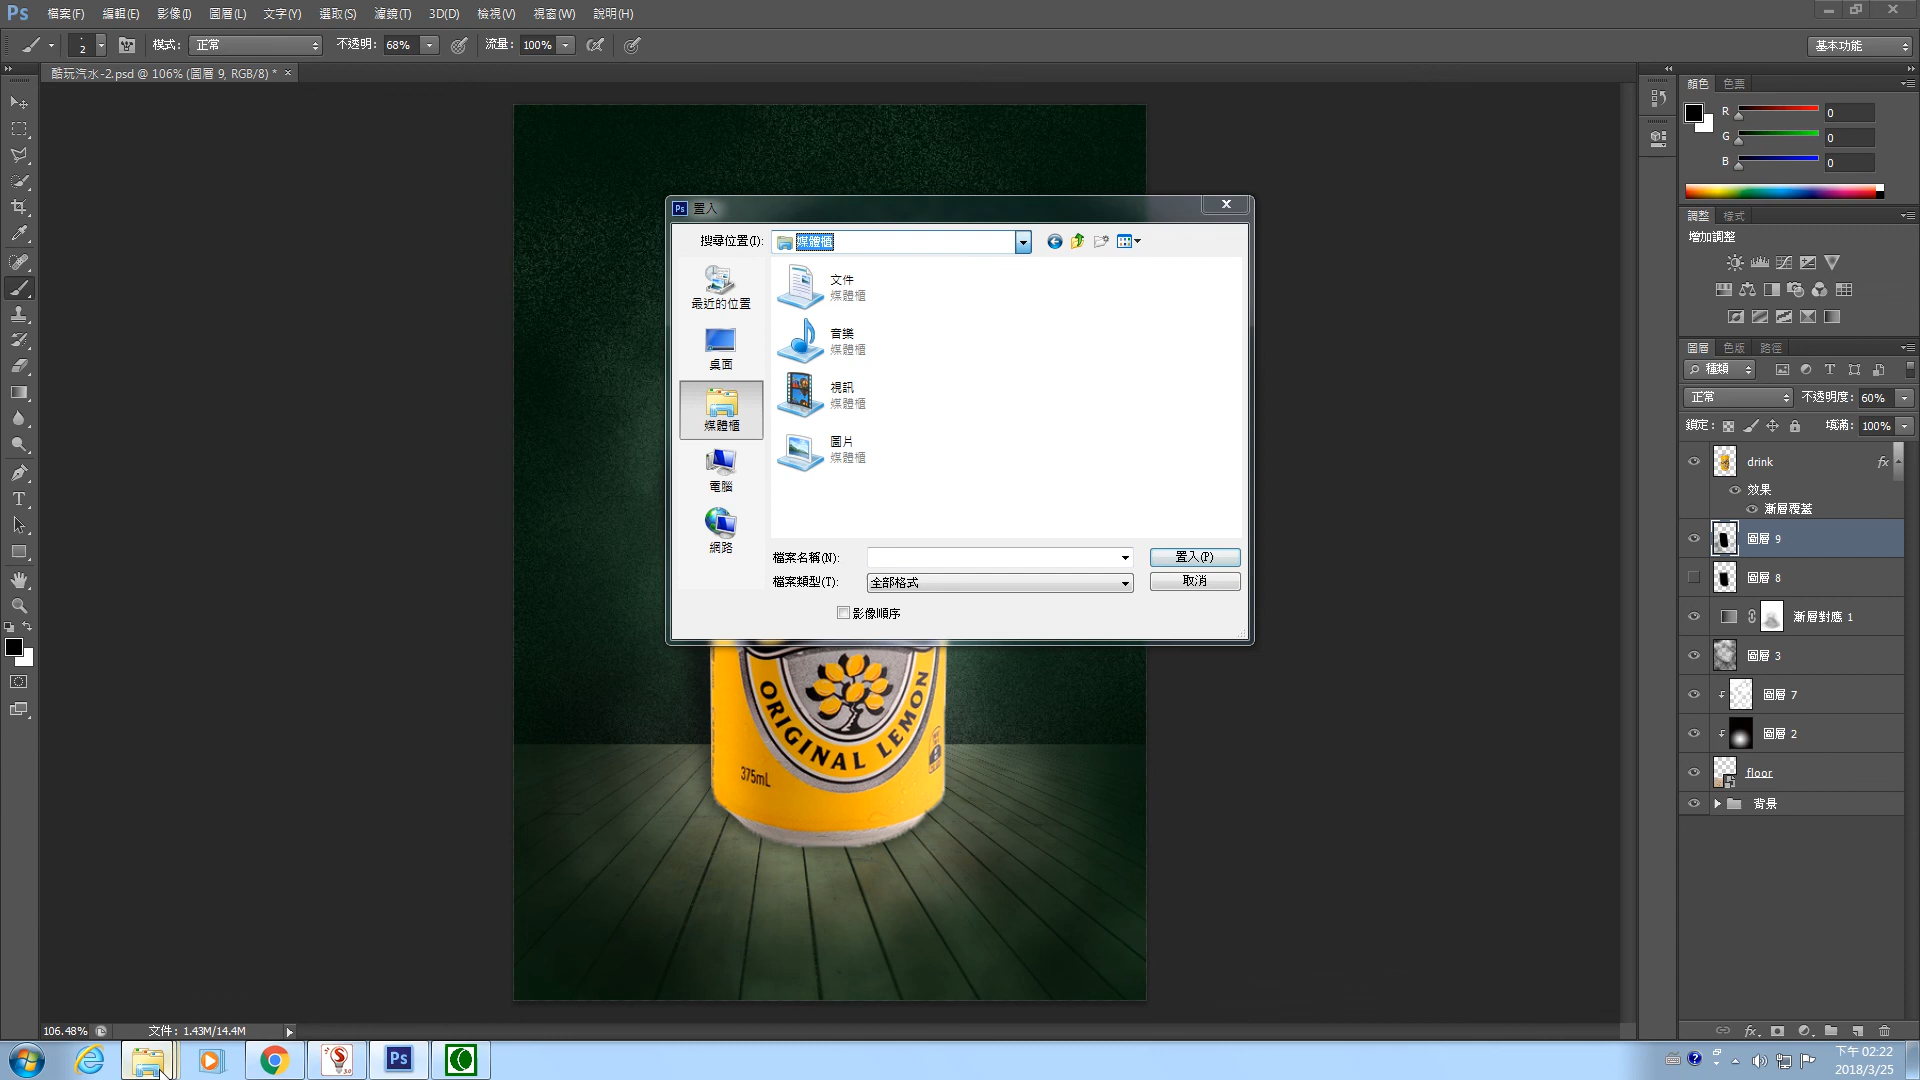 Ps 檔案(F) 編輯(E) 影像(I) 圖層(L) 文字(Y) 選取(S) 濾鏡(T) 3D(D) 檢視(V) 視窗(W) 說明(H)
2 模式: 正常 不透明: 68% 流量: 100% 基本功能
酷玩汽水-2.psd @ 106% (圖層 9, RGB/8) * ×
顏色 色票
R 0
G 0
B 0
調整 樣式
增加調整
圖層 色版 路徑
種類
正常 不透明度: 60%
鎖定: 填滿: 100%
drink fx
效果
漸層覆蓋
圖層 9
圖層 8
漸層對應 1
圖層 3
圖層 7
圖層 2
floor
背景
Ps 置入
搜尋位置(I): 媒體櫃
最近的位置
桌面
媒體櫃
電腦
網路
文件
媒體櫃
音樂
媒體櫃
視訊
媒體櫃
圖片
媒體櫃
檔案名稱(N): 置入(P)
檔案類型(T): 全部格式 取消
影像順序
ORIGINAL LEMON
375mL
106.48% 文件: 1.43M/14.4M
Ps
下午 02:22
2018/3/25